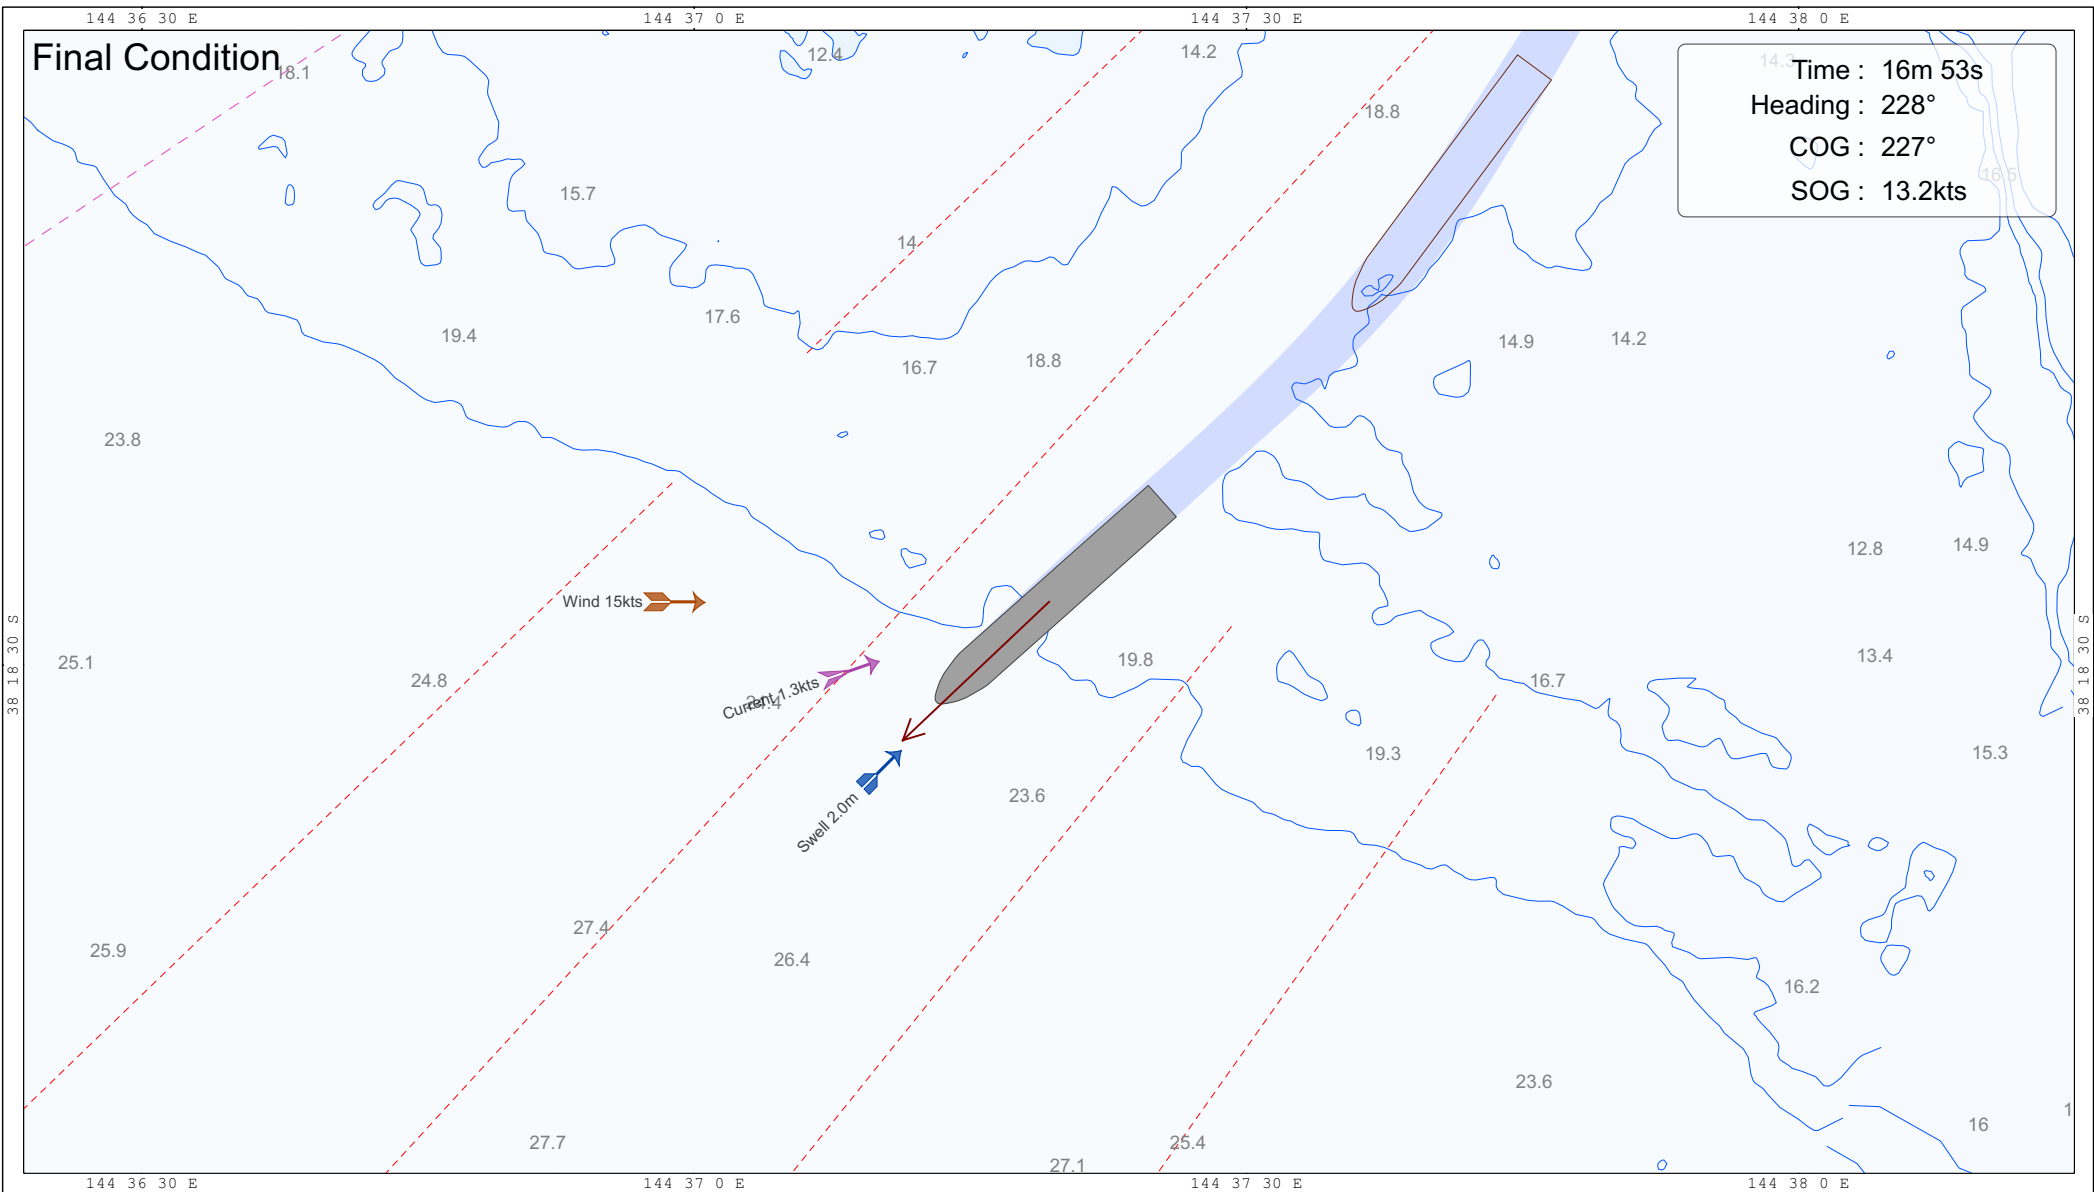 144 36 30 E
144 37 0 E
144 37 30 E
144 38 0 E
Final Condition
18.1
12.4
14.2
14.3
Time : 16m 53s
Heading : 228°
COG : 227°
SOG : 13.2kts
18.8
16.5
15.7
14
17.6
19.4
16.7
18.8
14.9
14.2
23.8
12.8
14.9
Wind 15kts
38 18 30 S
38 18 30 S
25.1
24.8
Current 1.3kts
19.8
16.7
13.4
19.3
15.3
Swell 2.0m
23.6
27.4
25.9
26.4
16.2
23.6
27.7
25.4
27.1
16
1
144 36 30 E
144 37 0 E
144 37 30 E
144 38 0 E